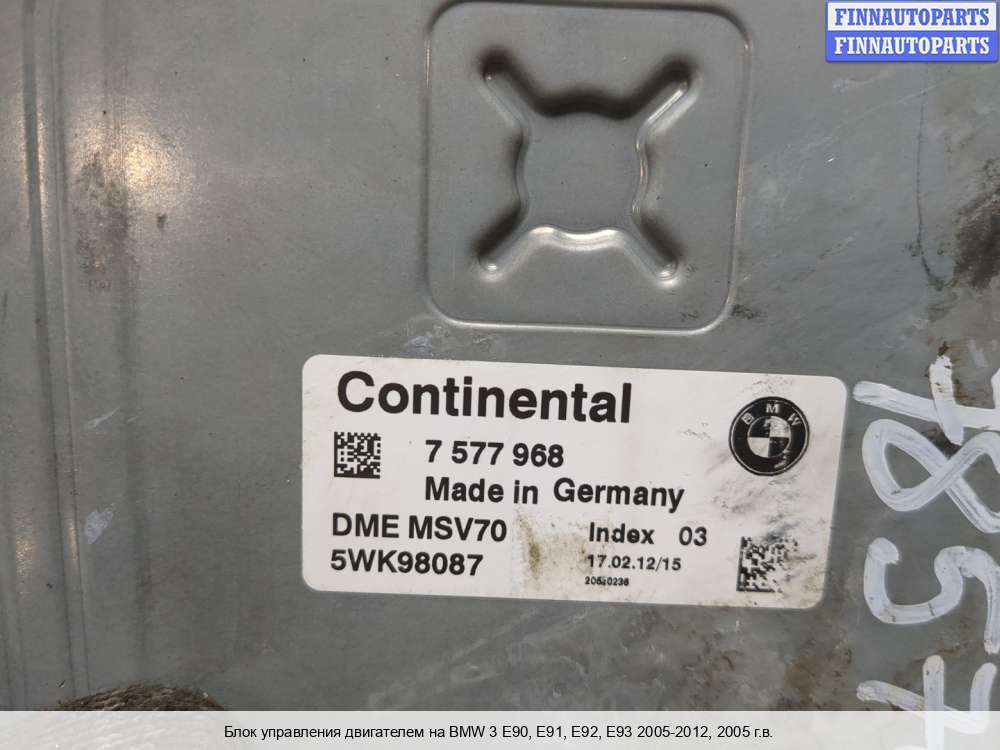 FINNAUTOPARTS
FINNAUTOPARTS
Continental
BMW
7 577 968
Made in Germany
DME MSV70
Index 03
5WK98087
17.02.12/15
Блок управления двигателем на BMW 3 E90, E91, E92, E93 2005-2012, 2005 г.в.